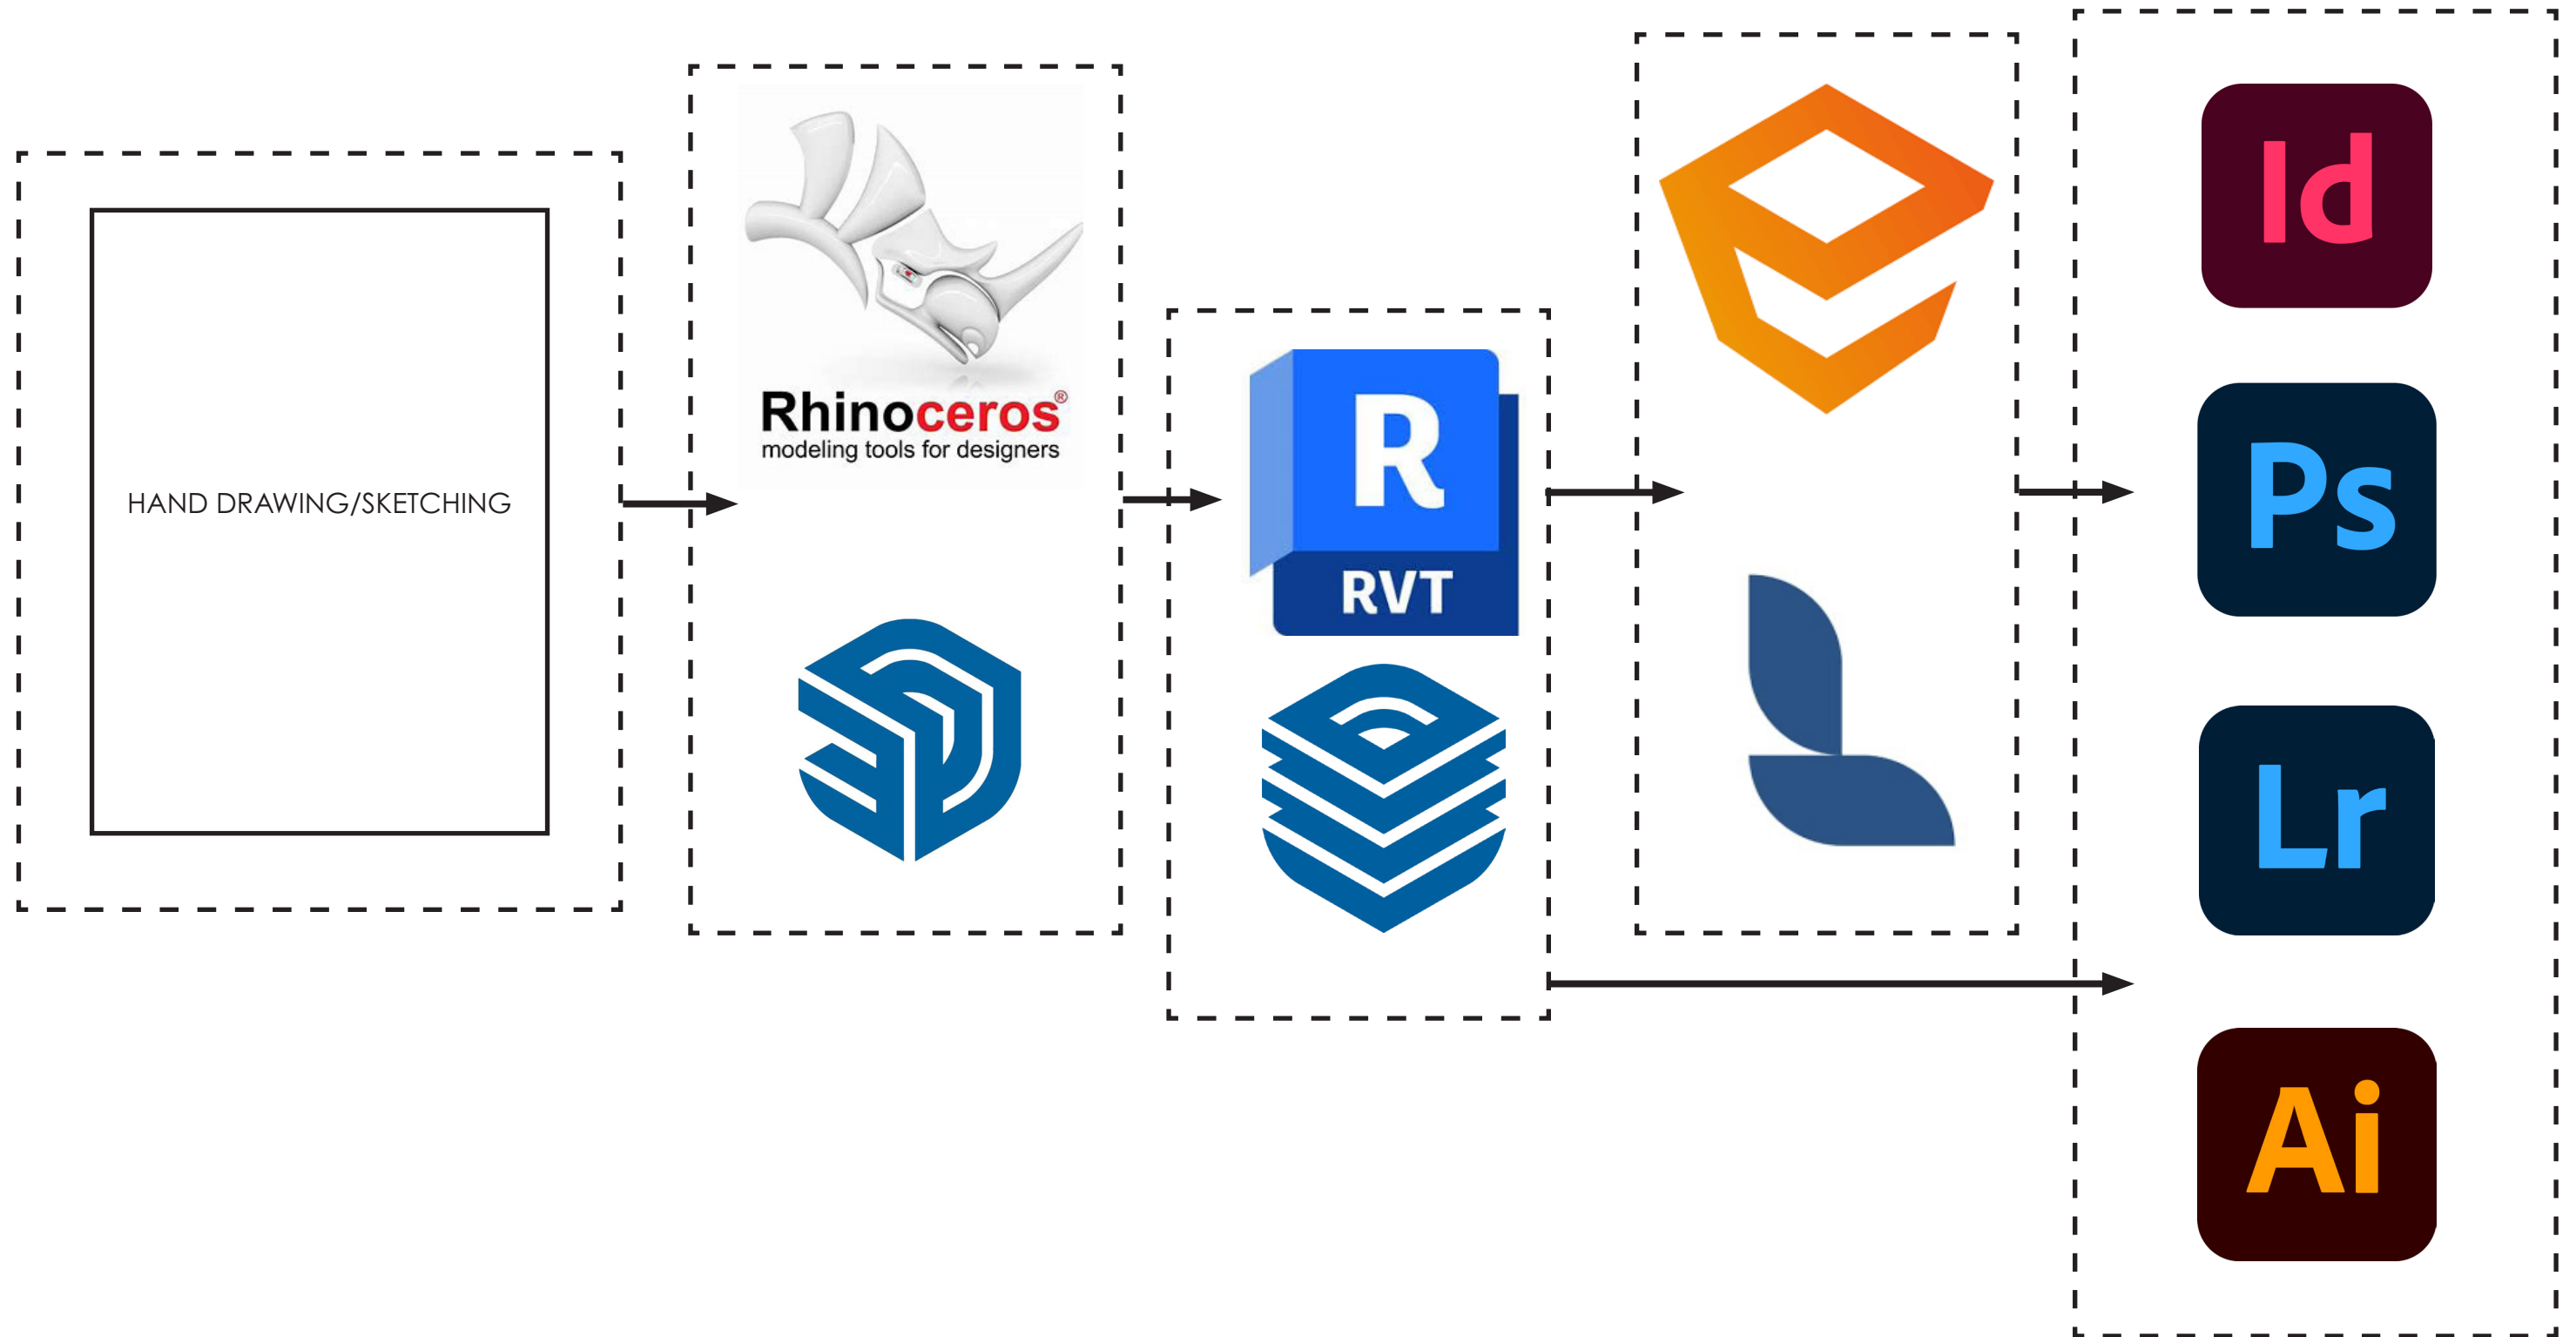 HAND DRAWING/SKETCHING
Rhinoceros®
modeling tools for designers
R
RVT
Id
Ps
Lr
Ai